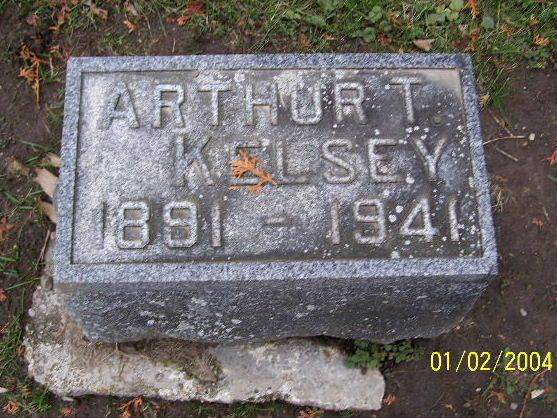 ARTHUR T.
KELSEY
1891 - 1941
01/02/2004